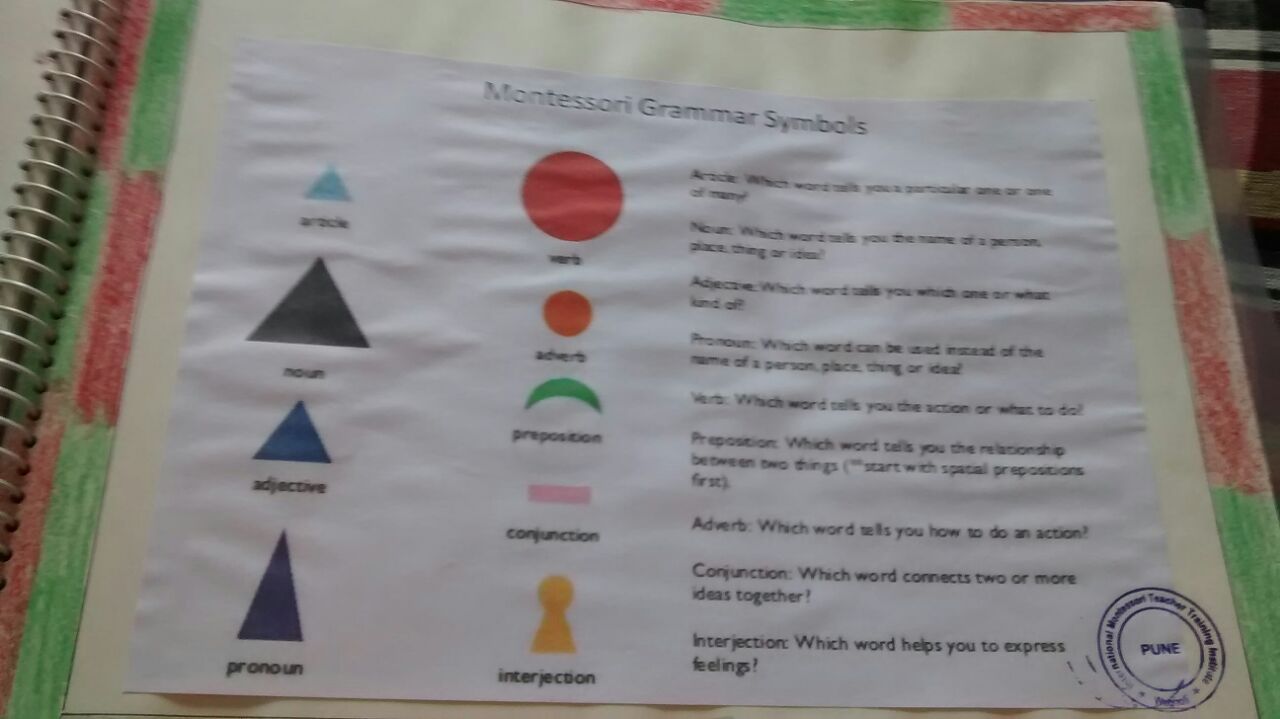 Montessori Grammar Symbols
article
noun
adjective
pronoun
verb
adverb
preposition
conjunction
interjection
Article: Which word tells you a particular one or one
of many?
Noun: Which word tells you the name of a person,
place, thing or idea?
Adjective: Which word tells you which one or what
kind of?
Pronoun: Which word can be used instead of the
name of a person, place, thing or idea?
Verb: Which word tells you the action or what to do?
Preposition: Which word tells you the relationship
between two things (**start with spatial prepositions
first).
Adverb: Which word tells you how to do an action?
Conjunction: Which word connects two or more
ideas together?
Interjection: Which word helps you to express
feelings?
International Montessori Teacher Training Institute
PUNE